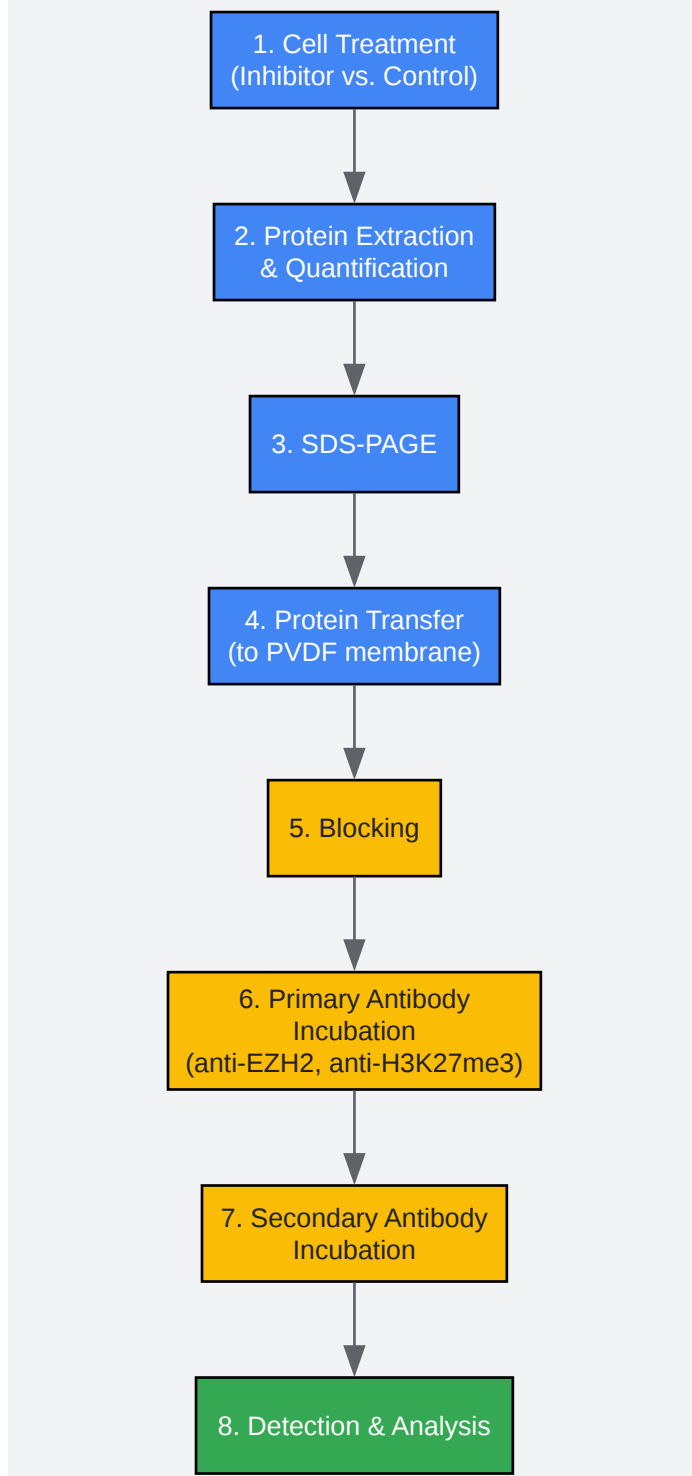 1. Cell Treatment
(Inhibitor vs. Control)
2. Protein Extraction
& Quantification
3. SDS-PAGE
4. Protein Transfer
(to PVDF membrane)
5. Blocking
6. Primary Antibody
Incubation
(anti-EZH2, anti-H3K27me3)
7. Secondary Antibody
Incubation
8. Detection & Analysis